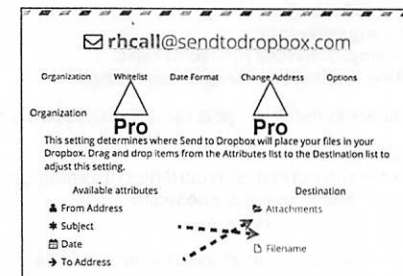 rhcall@sendtodropbox.com
Organization Whitelist Date Format Change Address Options
Organization
Pro Pro
This setting determines where Send to Dropbox will place your files in your
Dropbox. Drag and drop items from the Attributes list to the Destination list to
adjust this setting.
Available attributes Destination
From Address Attachments
Subject
Filename
Date
To Address